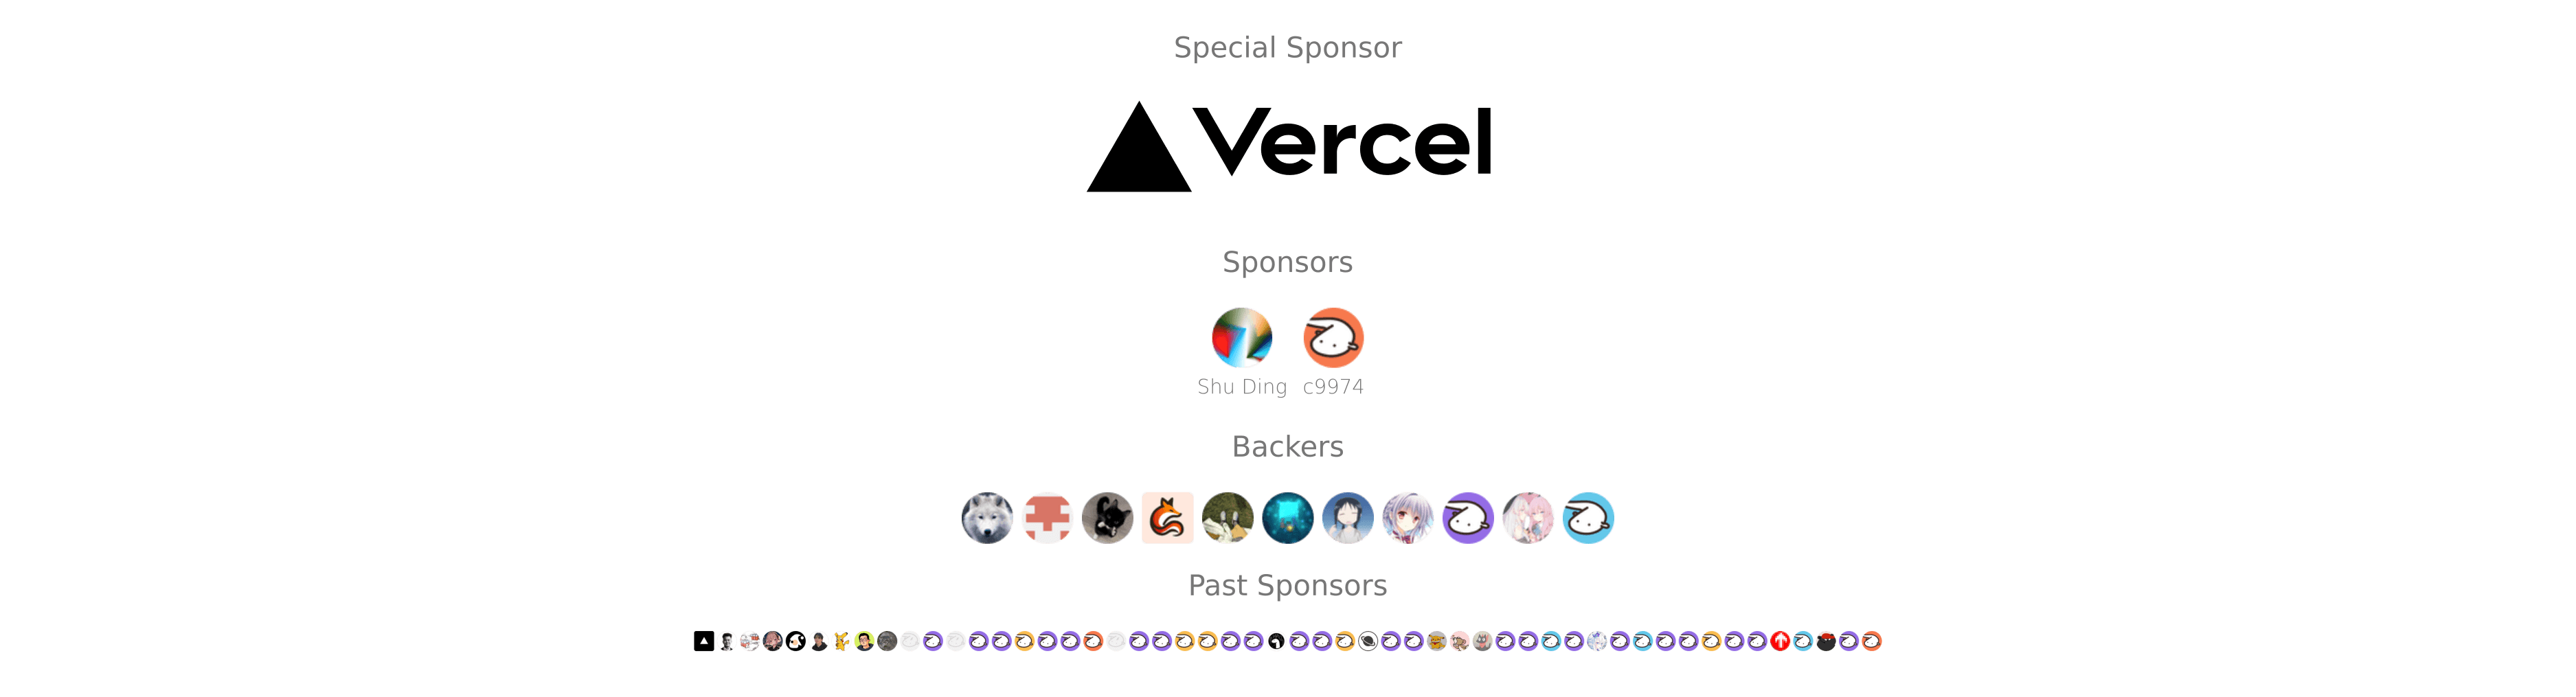 Special Sponsor
Vercel
Sponsors
Shu Ding c9974
Backers
Past Sponsors